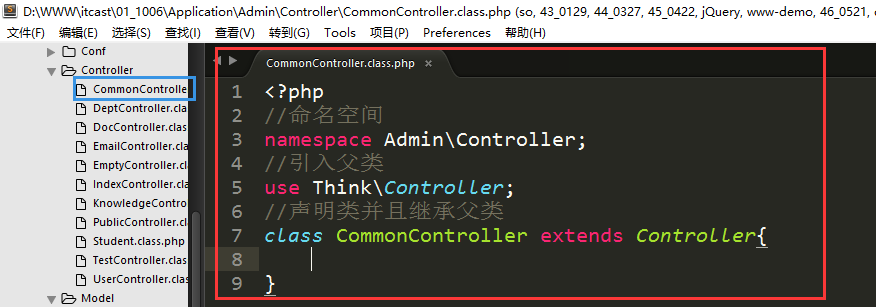 D:\WWW\itcast\01_1006\Application\Admin\Controller\CommonController.class.php (so, 43_0129, 44_0327, 45_0422, jQuery, www-demo, 46_0521,
文件(F) 编辑(E) 选择(S) 查找(I) 查看(V) 转到(G) Tools 项目(P) Preferences 帮助(H)
Conf
Controller
CommonControlle
DeptController.cla
DocController.clas
EmailController.cl
EmptyController.cl
IndexController.cla
KnowledgeContro
PublicController.cl
Student.class.php
TestController.clas
UserController.clas
Model
CommonController.class.php ×
1 <?php
2 //命名空间
3 namespace Admin\Controller;
4 //引入父类
5 use Think\Controller;
6 //声明类并且继承父类
7 class CommonController extends Controller{
8
9 }